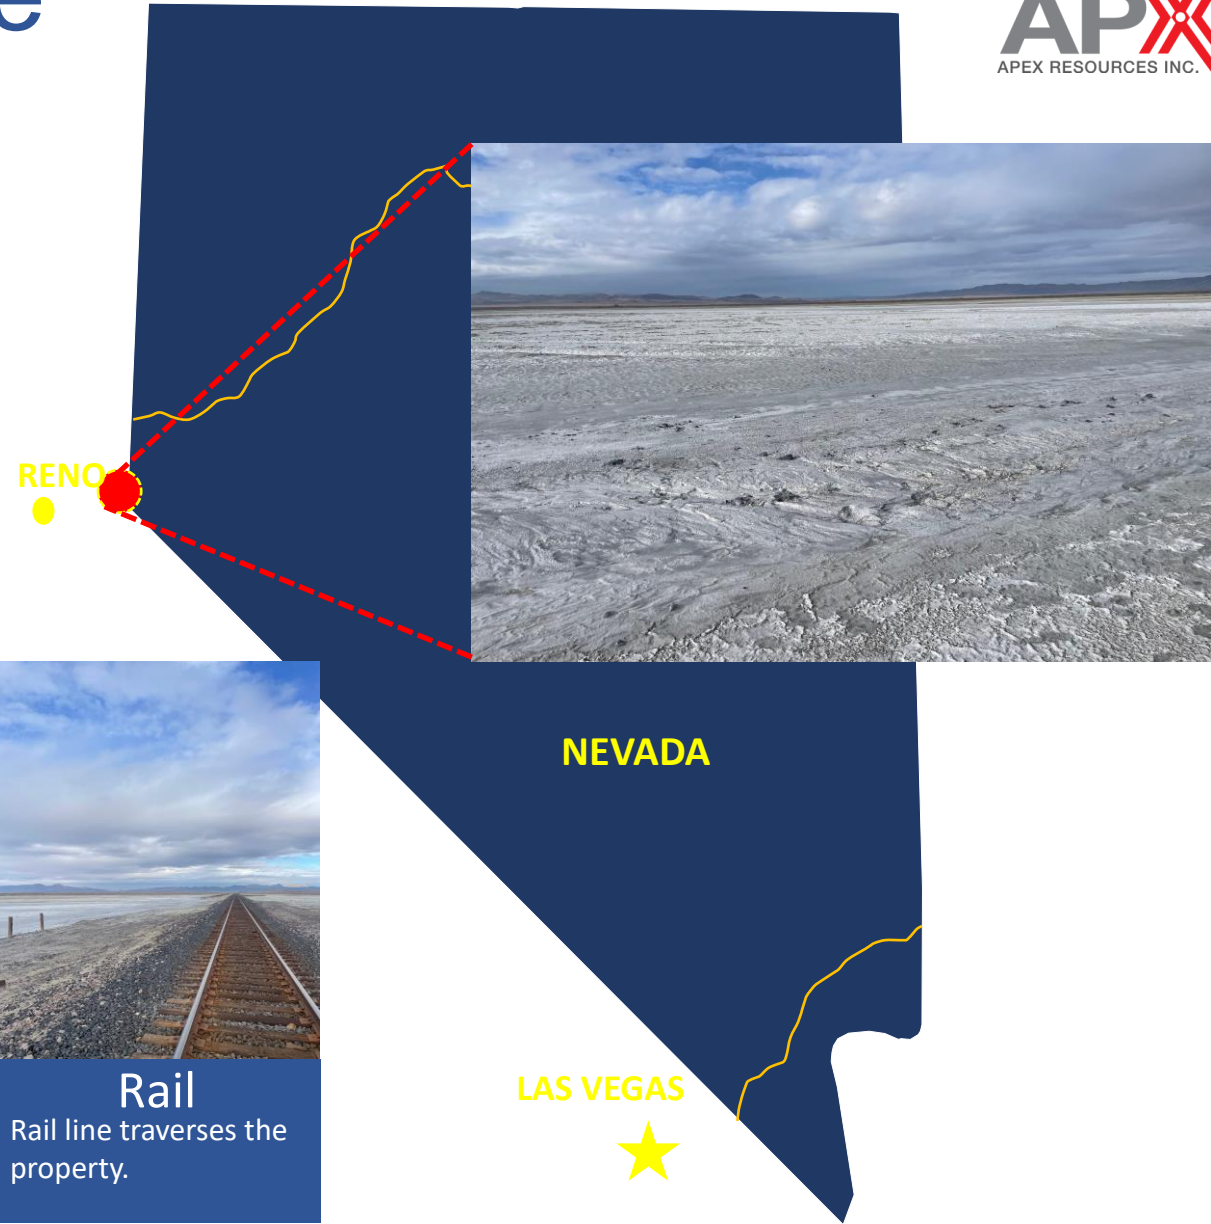 APX
APEX RESOURCES INC.
RENO
NEVADA
LAS VEGAS
Rail
Rail line traverses the
property.